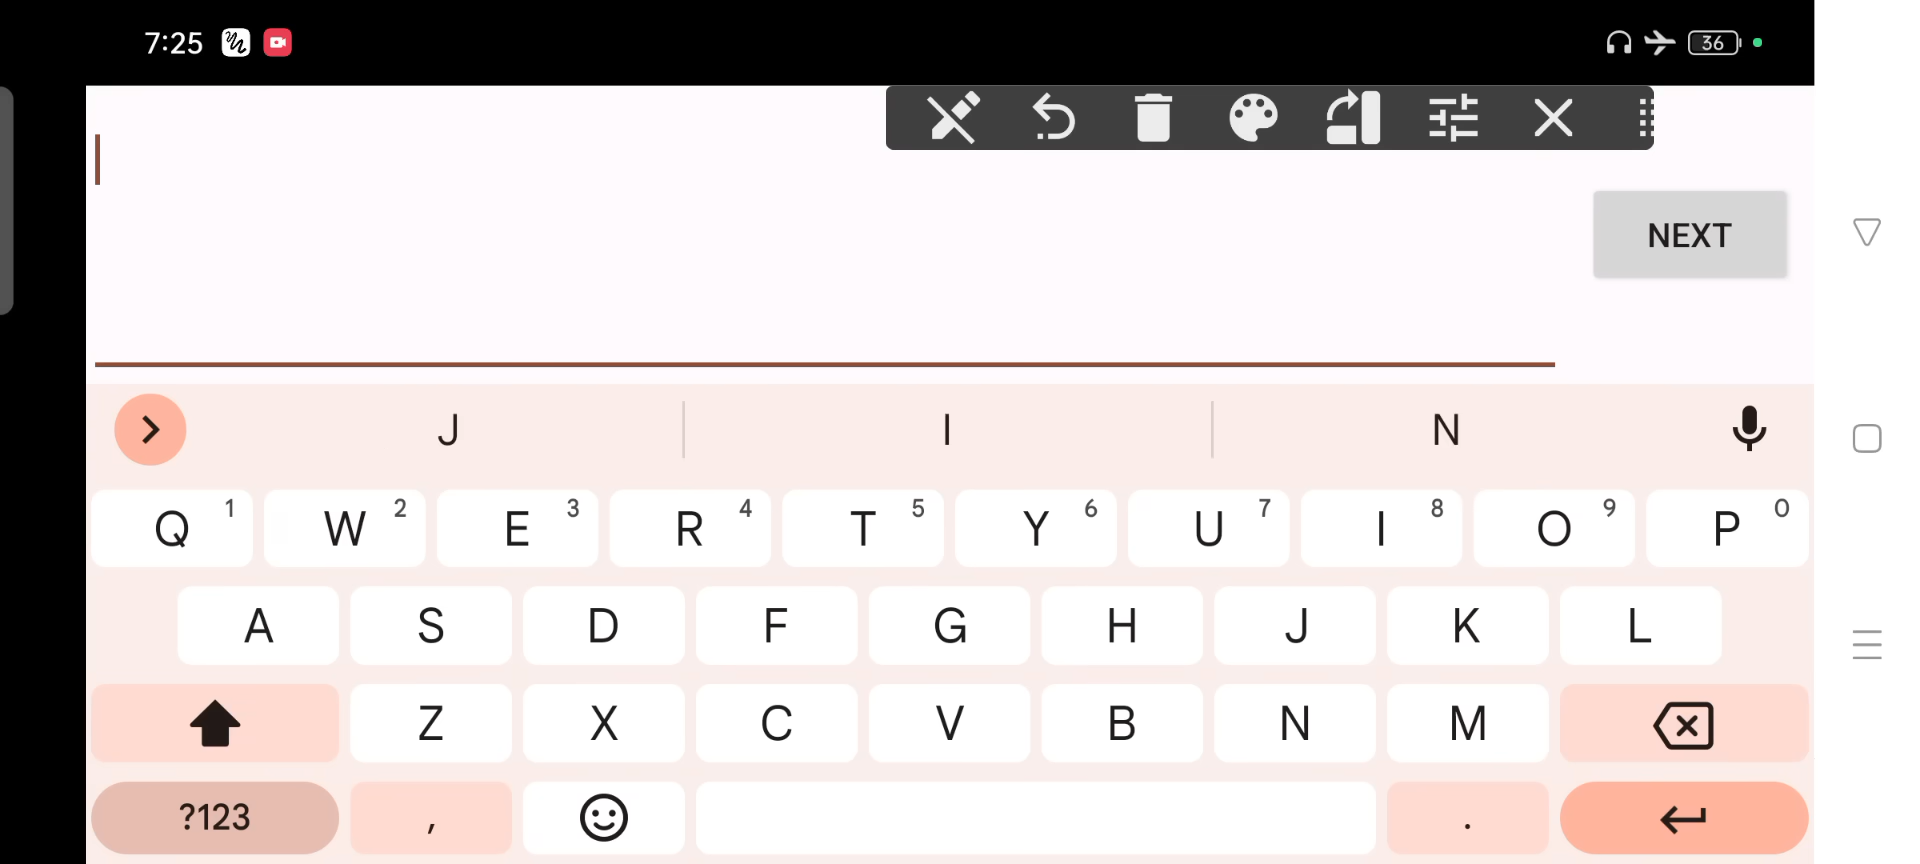 7:25 36
NEXT
J I N
Q 1 W 2 E 3 R 4 T 5 Y 6 U 7 I 8 O 9 P 0
A S D F G H J K L
Z X C V B N M
?123 , .